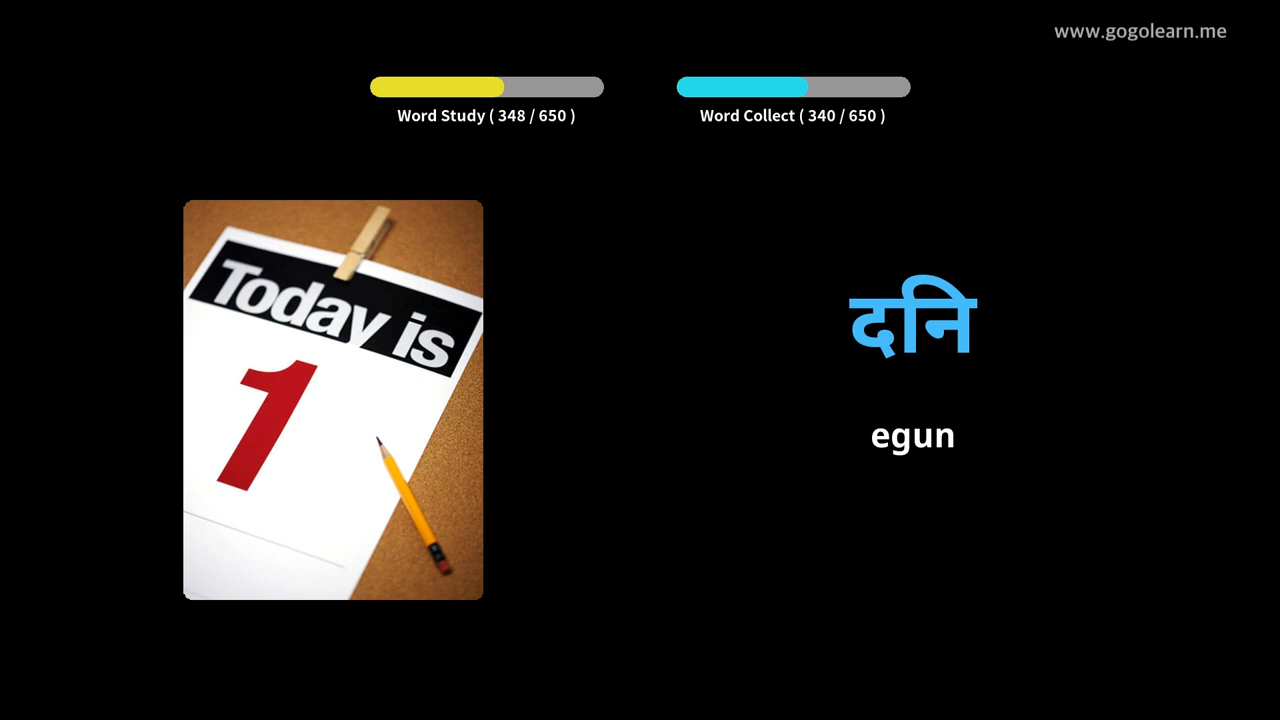 www.gogolearn.me
Word Study ( 348 / 650 )
Word Collect ( 340 / 650 )
Today is
1
दनि
egun